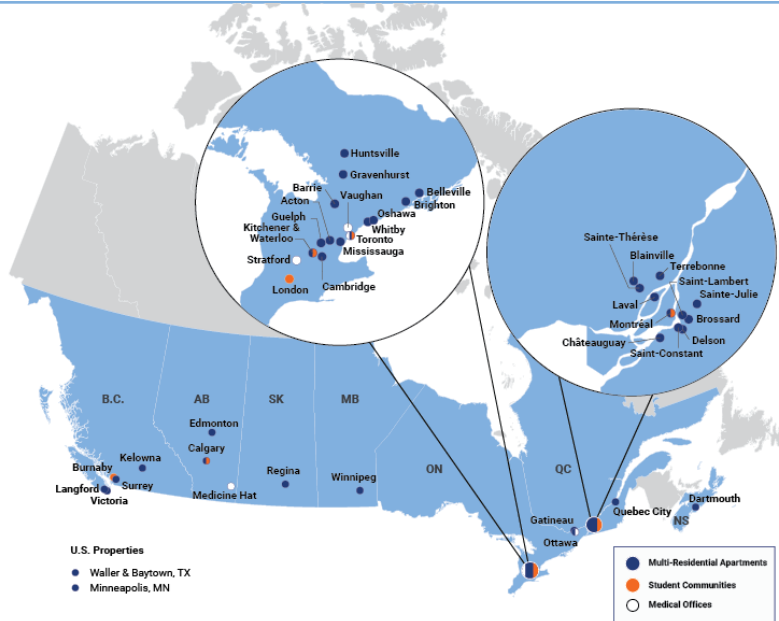 Huntsville
Gravenhurst
Barrie
Vaughan
Belleville
Acton
Brighton
Oshawa
Guelph
Whitby
Kitchener &
Waterloo
Toronto
Mississauga
Stratford
London
Cambridge
Sainte-Thérèse
Blainville
Terrebonne
Saint-Lambert
Sainte-Julie
Laval
Montréal
Brossard
Châteauguay
Delson
Saint-Constant
B.C.
AB
SK
MB
ON
QC
NS
Edmonton
Calgary
Kelowna
Burnaby
Surrey
Langford
Victoria
Medicine Hat
Regina
Winnipeg
Gatineau
Ottawa
Quebec City
Dartmouth
U.S. Properties
Waller & Baytown, TX
Minneapolis, MN
Multi-Residential Apartments
Student Communities
Medical Offices